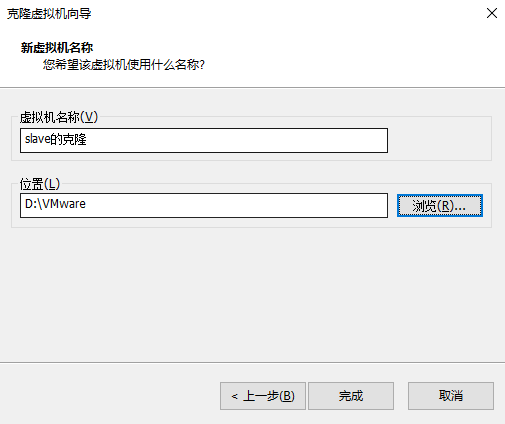 克隆虚拟机向导
新虚拟机名称
您希望该虚拟机使用什么名称?
虚拟机名称(V)
slave的克隆
位置(L)
D:\VMware
浏览(R)...
< 上一步(B)
完成
取消